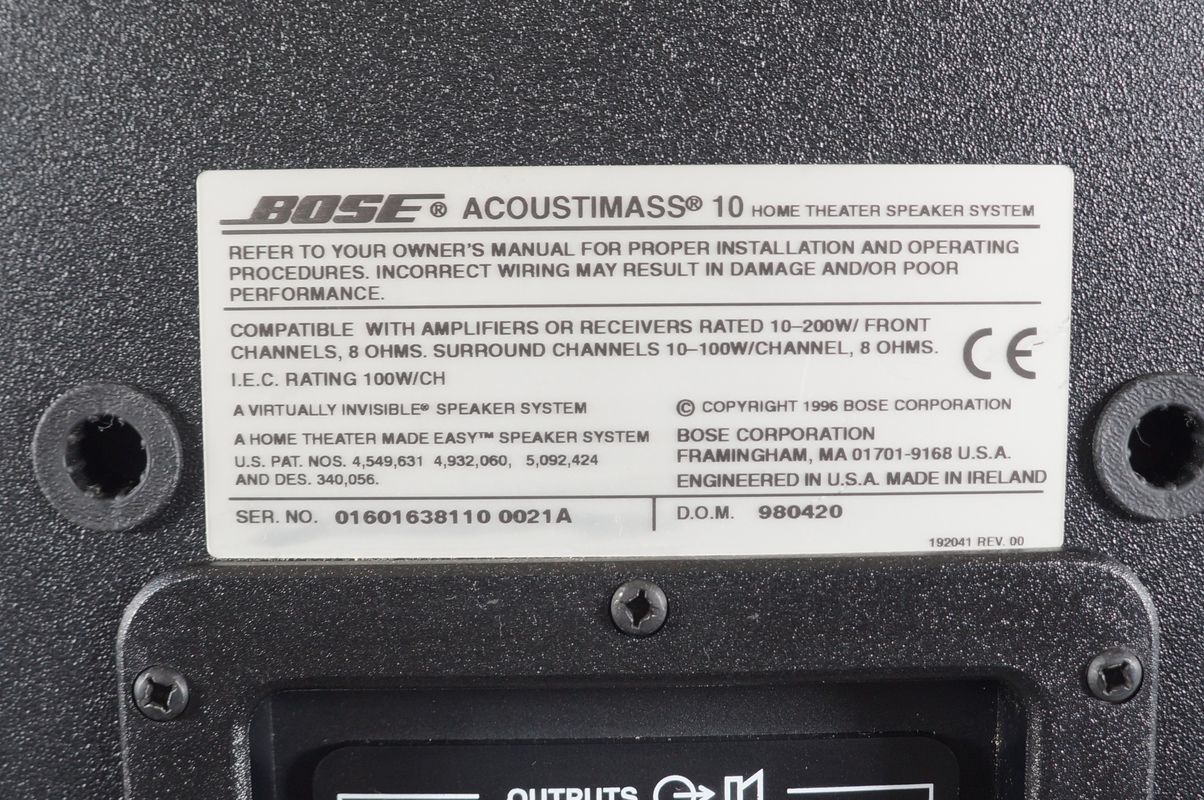 BOSE® ACOUSTIMASS® 10 HOME THEATER SPEAKER SYSTEM
REFER TO YOUR OWNER'S MANUAL FOR PROPER INSTALLATION AND OPERATING
PROCEDURES. INCORRECT WIRING MAY RESULT IN DAMAGE AND/OR POOR
PERFORMANCE.
COMPATIBLE WITH AMPLIFIERS OR RECEIVERS RATED 10–200W/ FRONT
CHANNELS, 8 OHMS. SURROUND CHANNELS 10–100W/CHANNEL, 8 OHMS.
CE
I.E.C. RATING 100W/CH
A VIRTUALLY INVISIBLE® SPEAKER SYSTEM
A HOME THEATER MADE EASY™ SPEAKER SYSTEM
U.S. PAT. NOS. 4,549,631 4,932,060, 5,092,424
AND DES. 340,056.
© COPYRIGHT 1996 BOSE CORPORATION
BOSE CORPORATION
FRAMINGHAM, MA 01701-9168 U.S.A.
ENGINEERED IN U.S.A. MADE IN IRELAND
SER. NO. 01601638110 0021A
D.O.M. 980420
192041 REV. 00
OUTPUTS